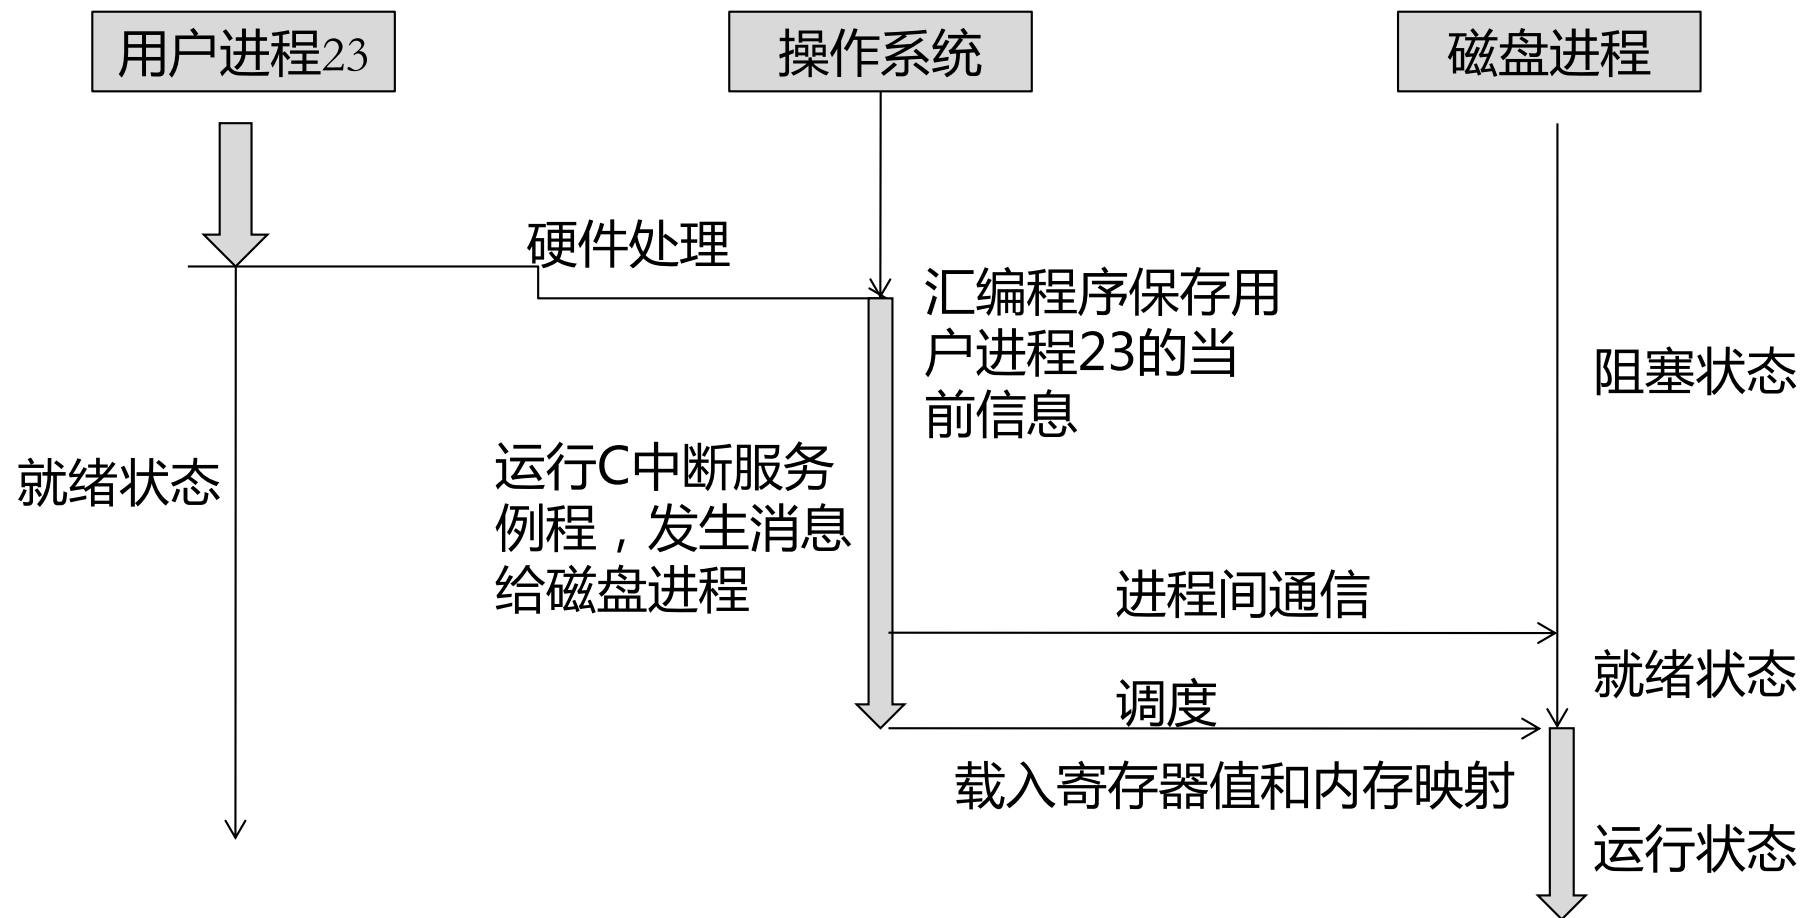 用户进程23
操作系统
磁盘进程
硬件处理
汇编程序保存用
户进程23的当
前信息
阻塞状态
就绪状态
运行C中断服务
例程，发生消息
给磁盘进程
进程间通信
就绪状态
调度
载入寄存器值和内存映射
运行状态